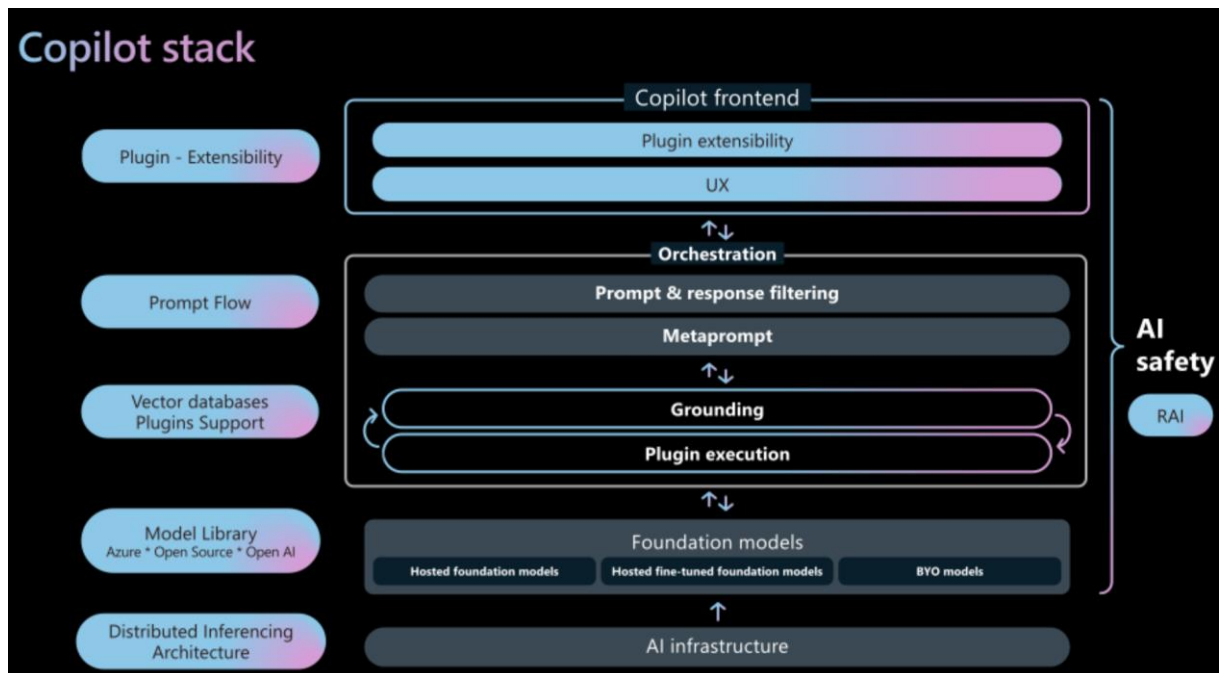 Copilot stack
Copilot frontend
Plugin - Extensibility
Plugin extensibility
UX
Orchestration
Prompt Flow
Prompt & response filtering
Metaprompt
Vector databases
Plugins Support
Grounding
Plugin execution
AI
safety
RAI
Model Library
Azure * Open Source * Open AI
Foundation models
Hosted foundation models
Hosted fine-tuned foundation models
BYO models
Distributed Inferencing
Architecture
AI infrastructure